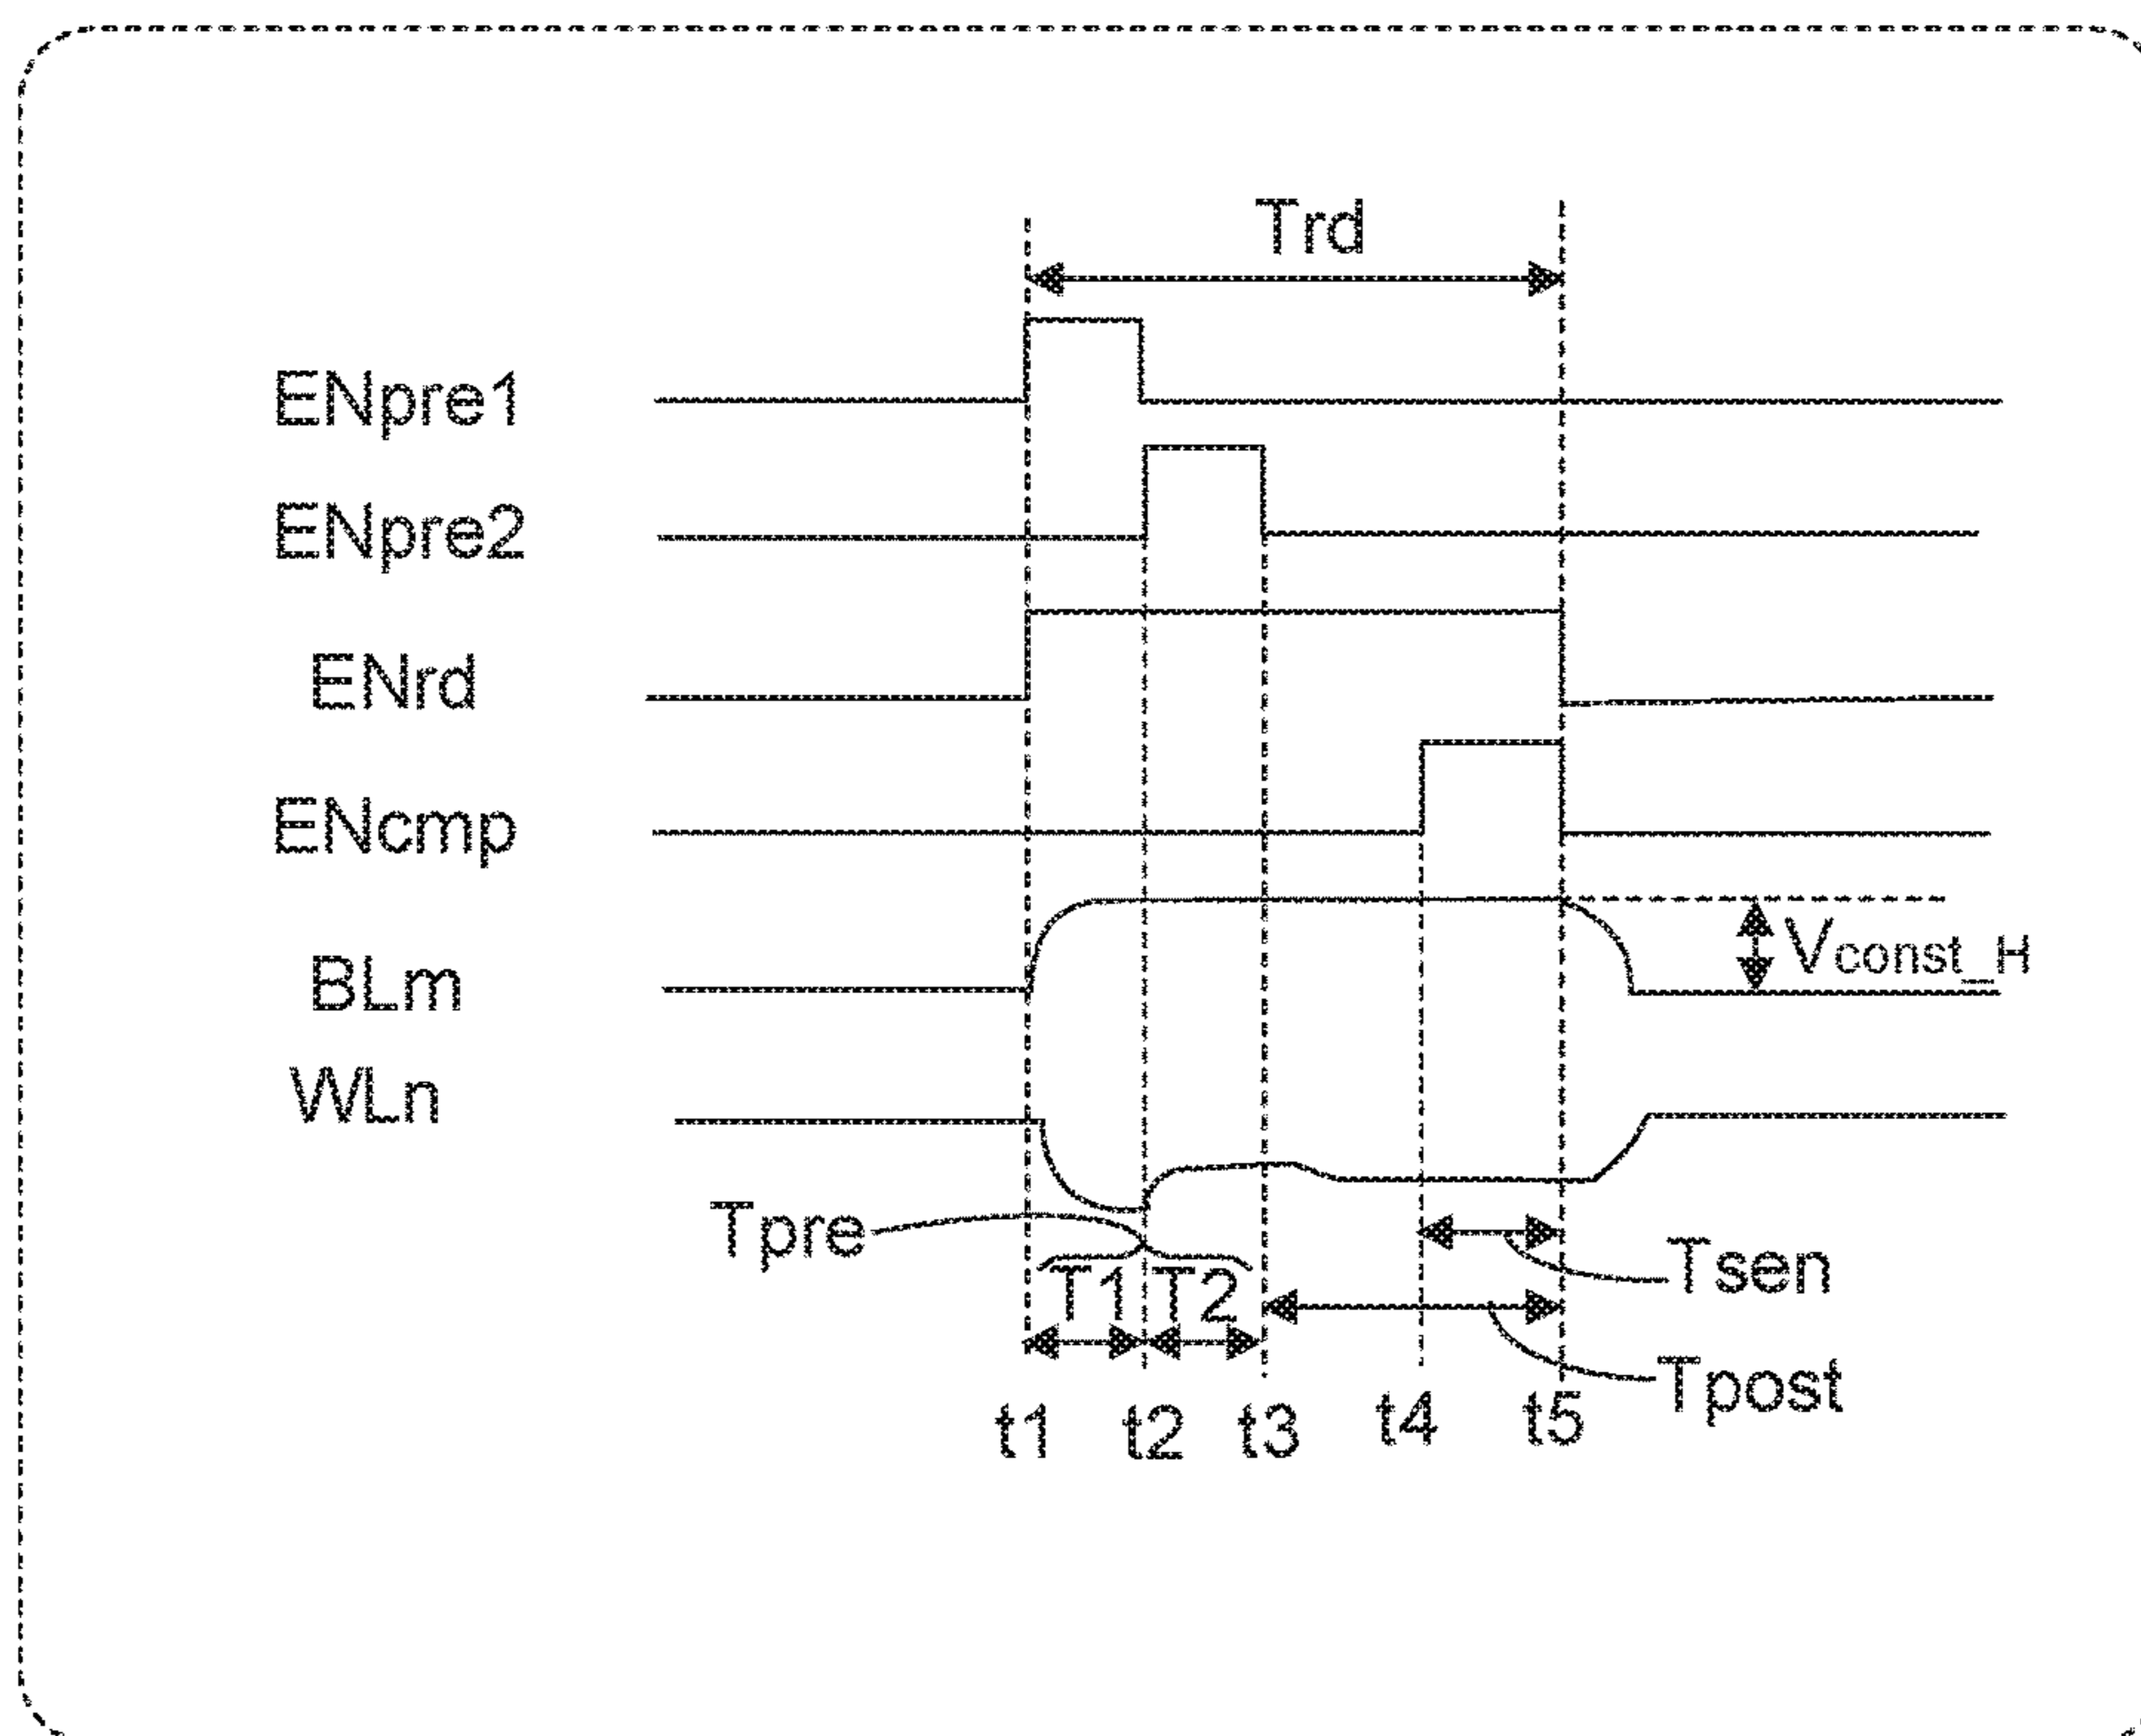 Trd
ENpre1
ENpre2
ENrd
ENcmp
BLm
Vconst_H
WLn
Tpre
T1 T2
Tsen
Tpost
t1 t2 t3 t4 t5